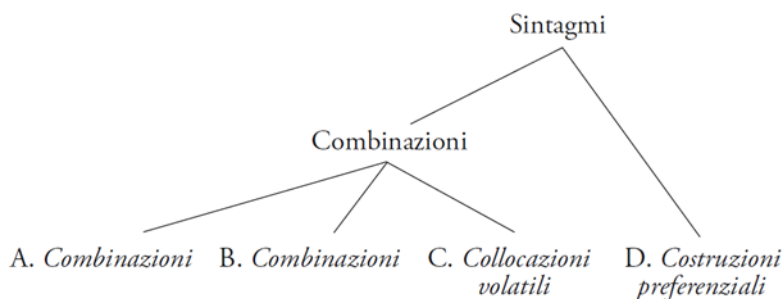 Sintagmi
Combinazioni
A. Combinazioni B. Combinazioni C. Collocazioni D. Costruzioni
volatili preferenziali